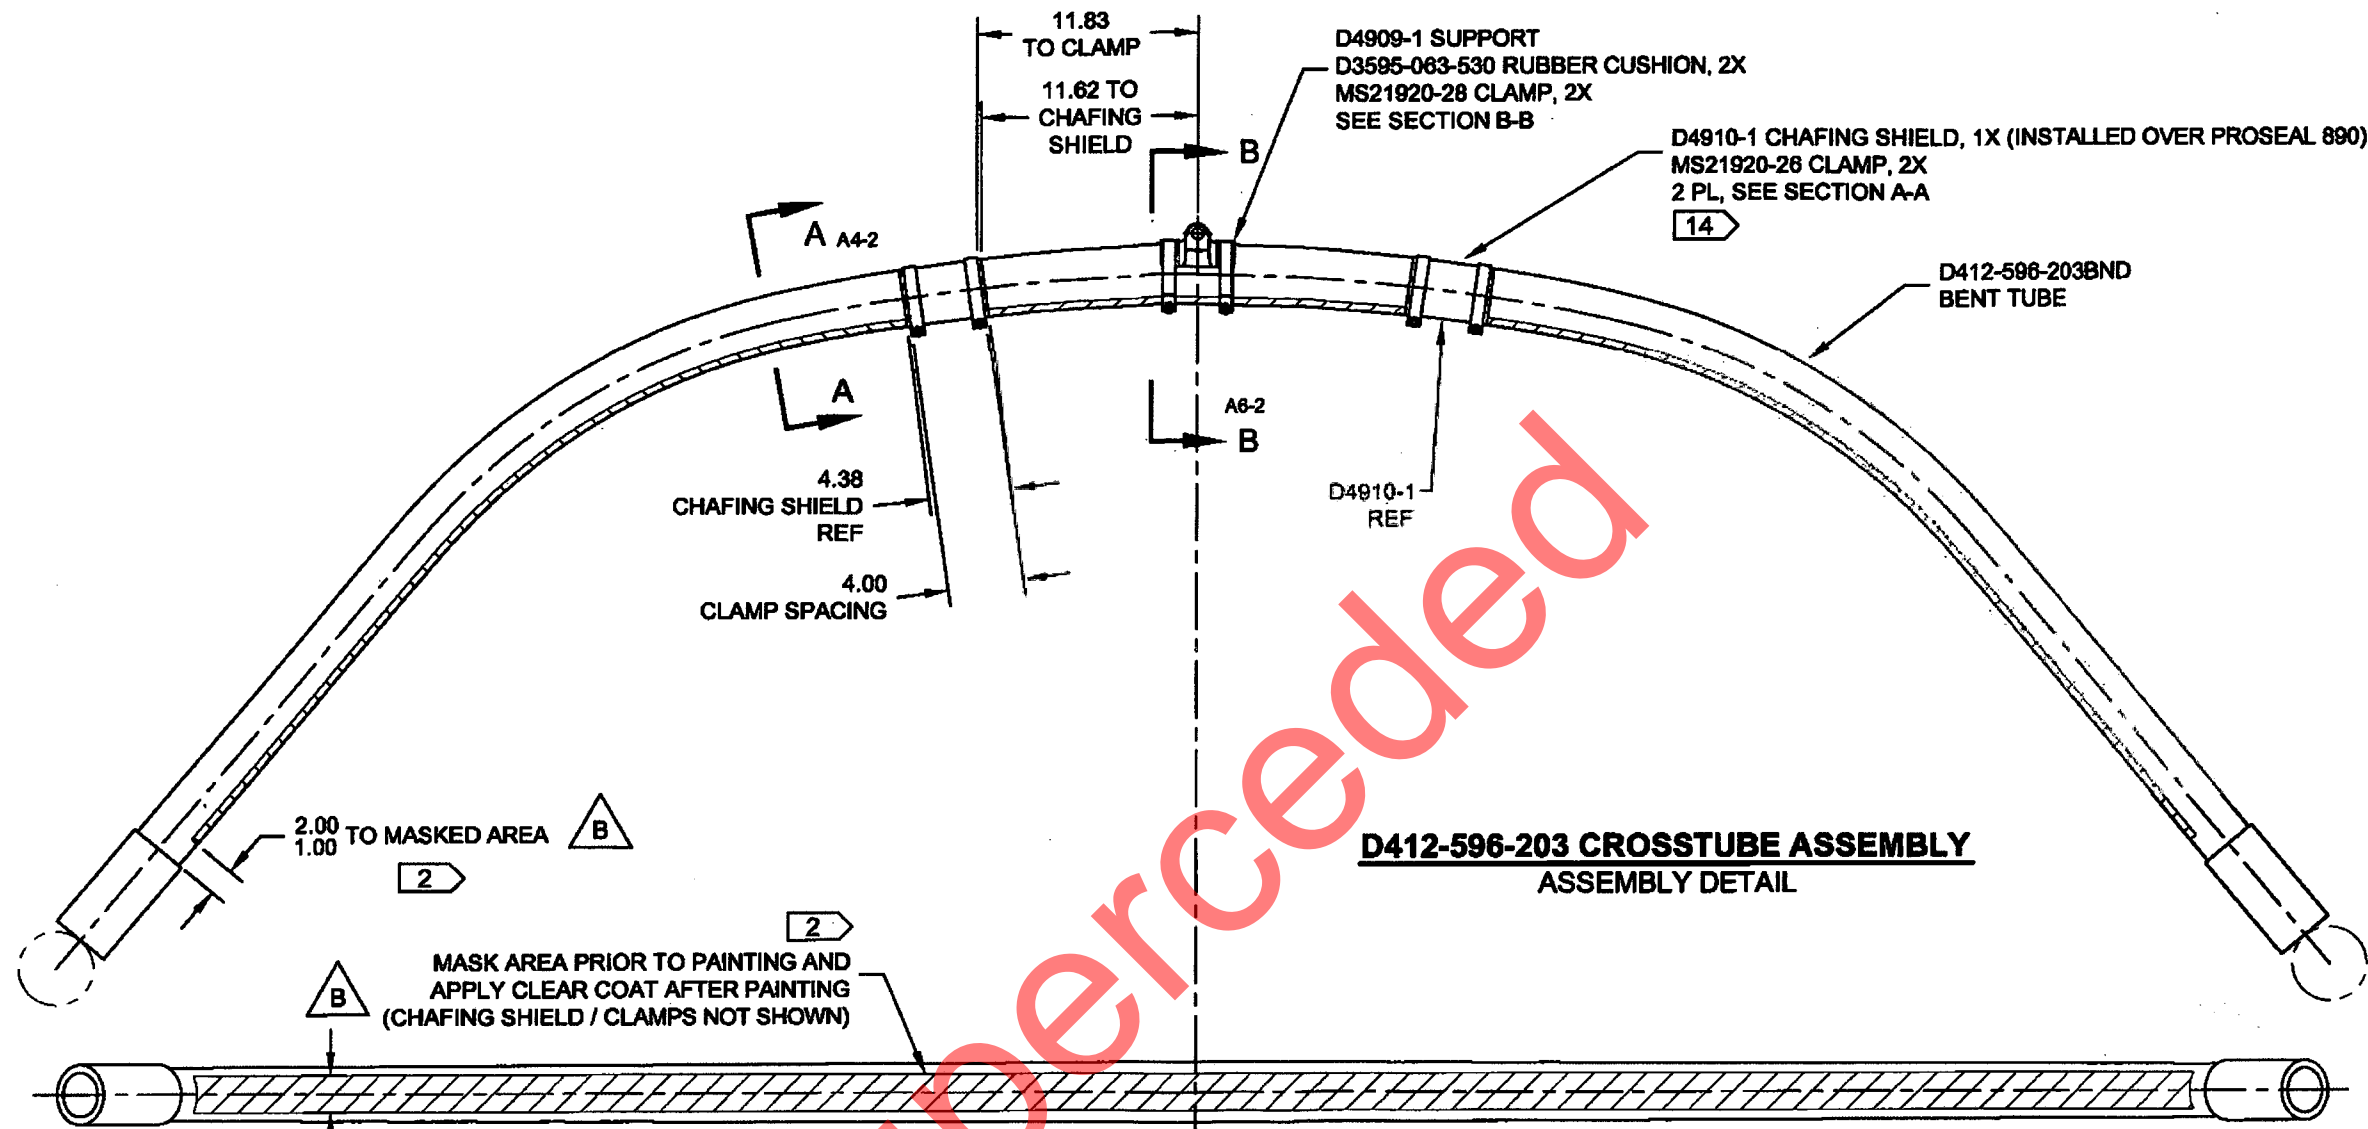 11.83
TO CLAMP
11.62 TO
CHAFING
SHIELD
D4909-1 SUPPORT
D3595-063-530 RUBBER CUSHION, 2X
MS21920-28 CLAMP, 2X
SEE SECTION B-B
D4910-1 CHAFING SHIELD, 1X (INSTALLED OVER PROSEAL 890)
MS21920-26 CLAMP, 2X
2 PL, SEE SECTION A-A
14
B
A A4-2
D412-596-203BND
BENT TUBE
A
A6-2
B
4.38
CHAFING SHIELD
REF
D4910-1
REF
4.00
CLAMP SPACING
2.00
1.00 TO MASKED AREA
B
2
D412-596-203 CROSSTUBE ASSEMBLY
ASSEMBLY DETAIL
2
MASK AREA PRIOR TO PAINTING AND
APPLY CLEAR COAT AFTER PAINTING
(CHAFING SHIELD / CLAMPS NOT SHOWN)
B
perceded